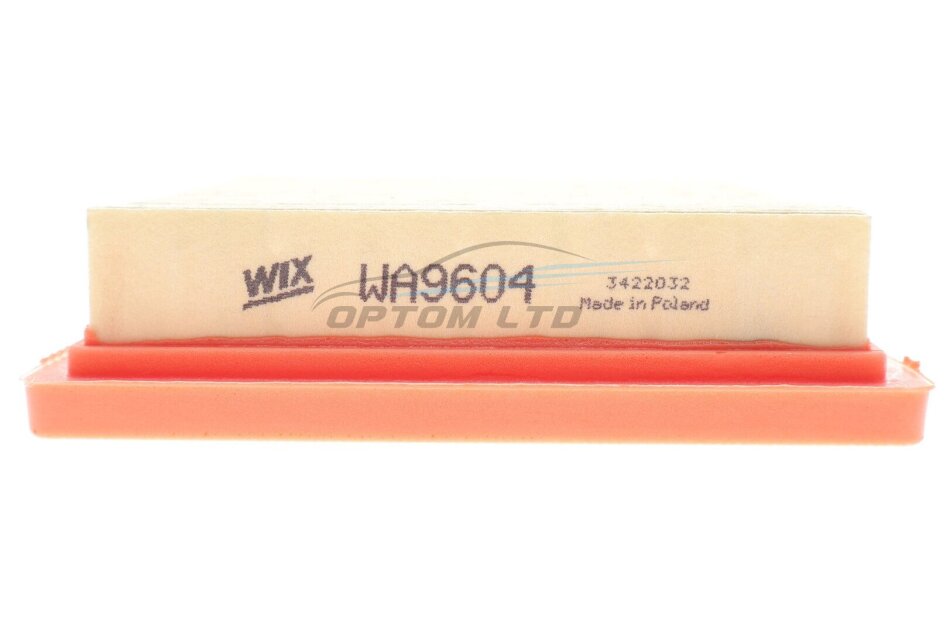 WIX WA9604 3422032
Made in Poland
OPTOM LTD